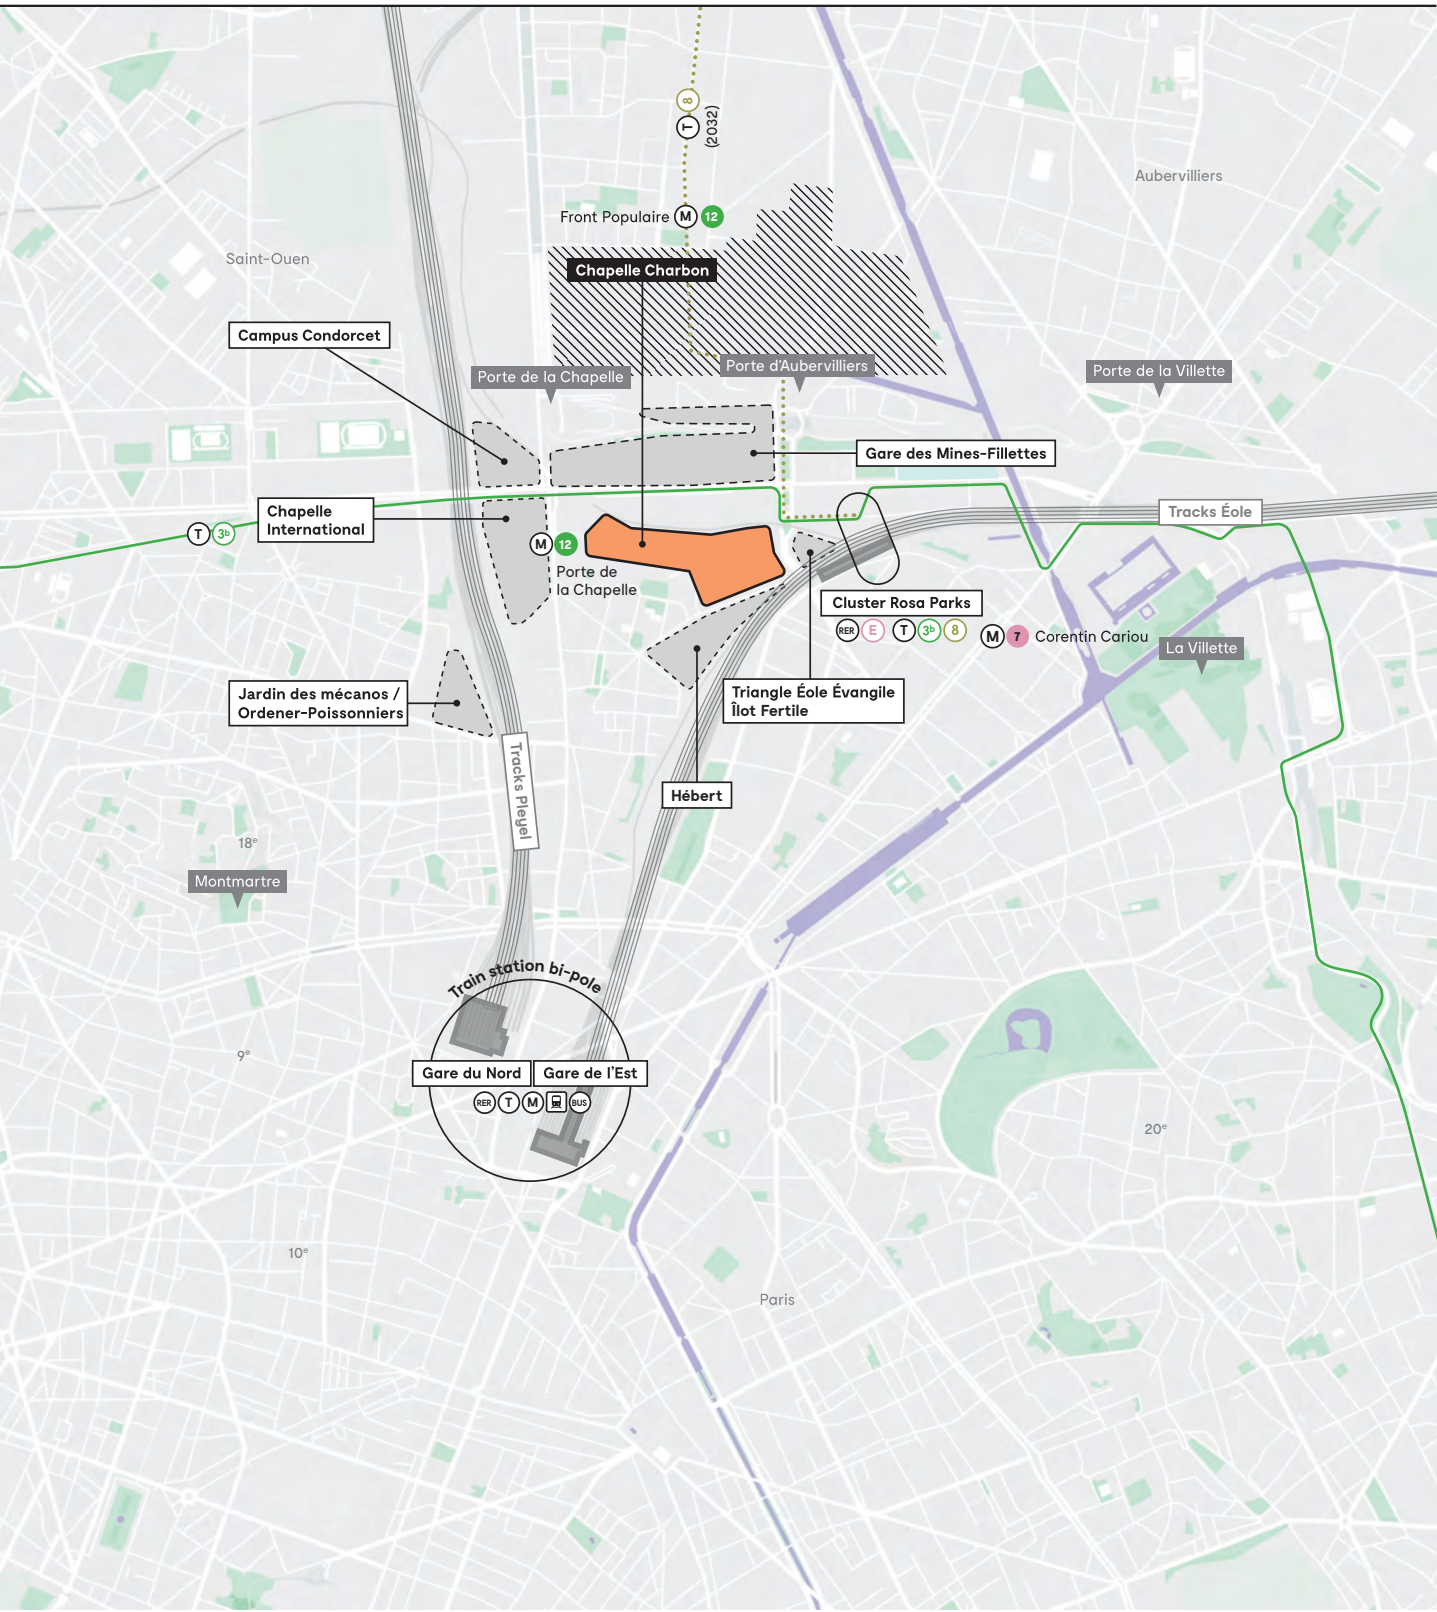 8
T
(2032)
Aubervilliers
Front Populaire M 12
Saint-Ouen
Chapelle Charbon
Campus Condorcet
Porte de la Chapelle
Porte d'Aubervilliers
Porte de la Villette
Gare des Mines-Fillettes
Chapelle
International
Tracks Éole
T 3b
M 12
Porte de
la Chapelle
Cluster Rosa Parks
RER E T 3b 8
M 7 Corentin Cariou
La Villette
Jardin des mécanos /
Ordener-Poissonniers
Triangle Éole Évangile
Îlot Fertile
Tracks Pleyel
Hébert
18e
Montmartre
Train station bi-pole
9e
Gare du Nord
Gare de l'Est
RER T M BUS
20e
10e
Paris